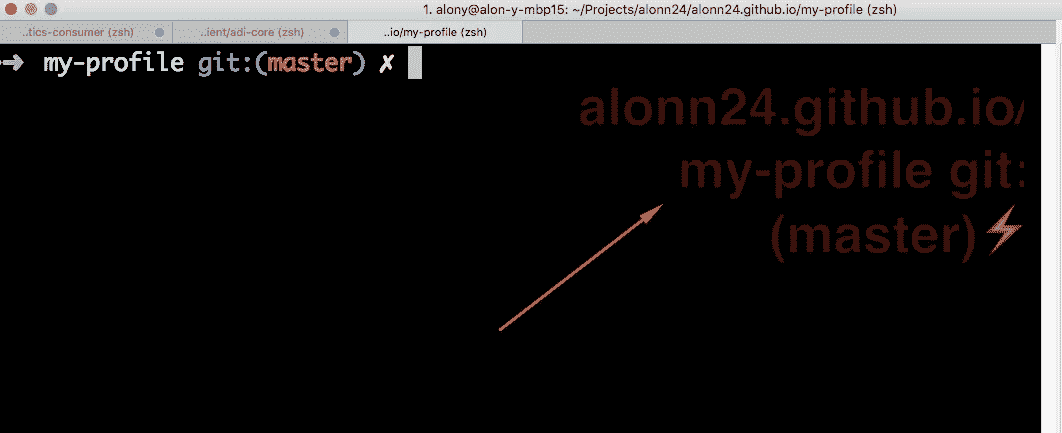 1. alony@alon-y-mbp15: ~/Projects/alonn24/alonn24.github.io/my-profile (zsh)
..tics-consumer (zsh) ..ient/adi-core (zsh) ..io/my-profile (zsh)
→ my-profile git:(master) ✗
alonn24.github.io/
my-profile git:
(master)⚡